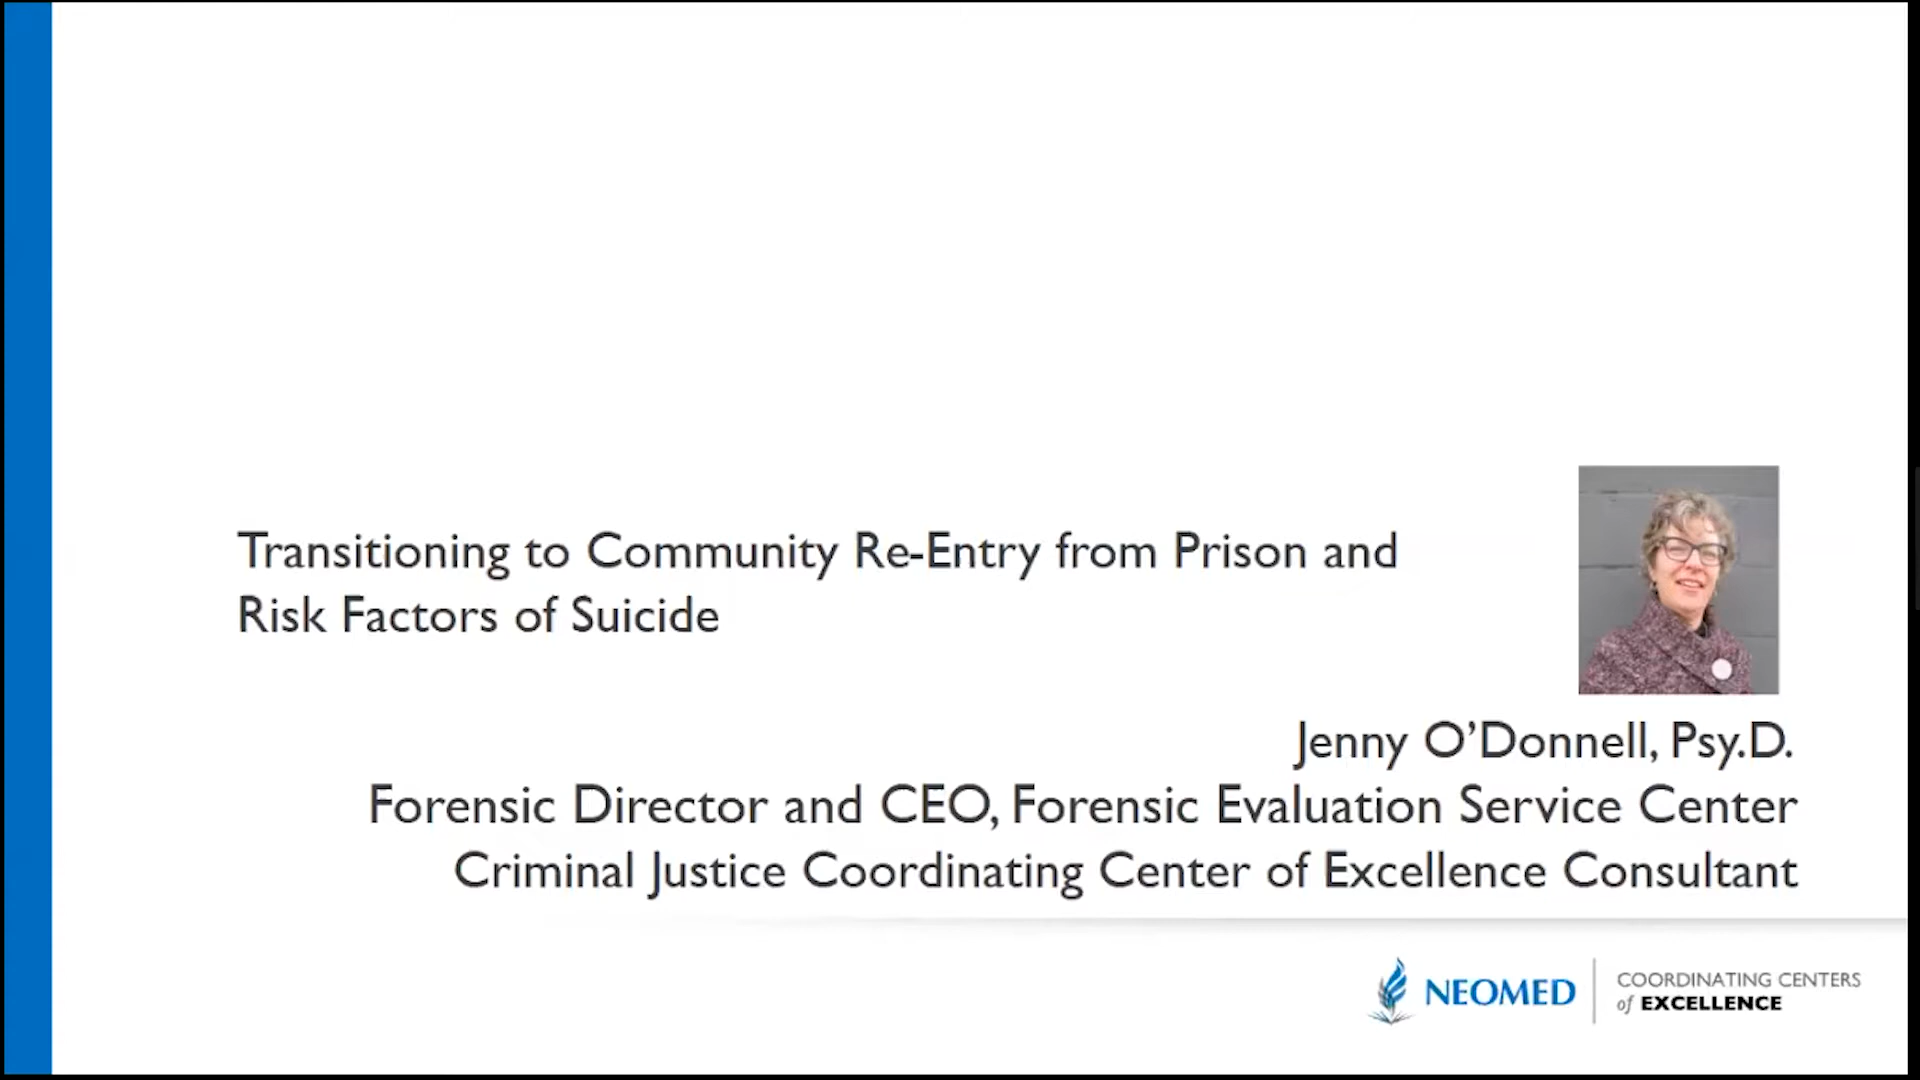 Transitioning to Community Re-Entry from Prison and
Risk Factors of Suicide
Jenny O’Donnell, Psy.D.
Forensic Director and CEO, Forensic Evaluation Service Center
Criminal Justice Coordinating Center of Excellence Consultant
NEOMED
COORDINATING CENTERS
of EXCELLENCE